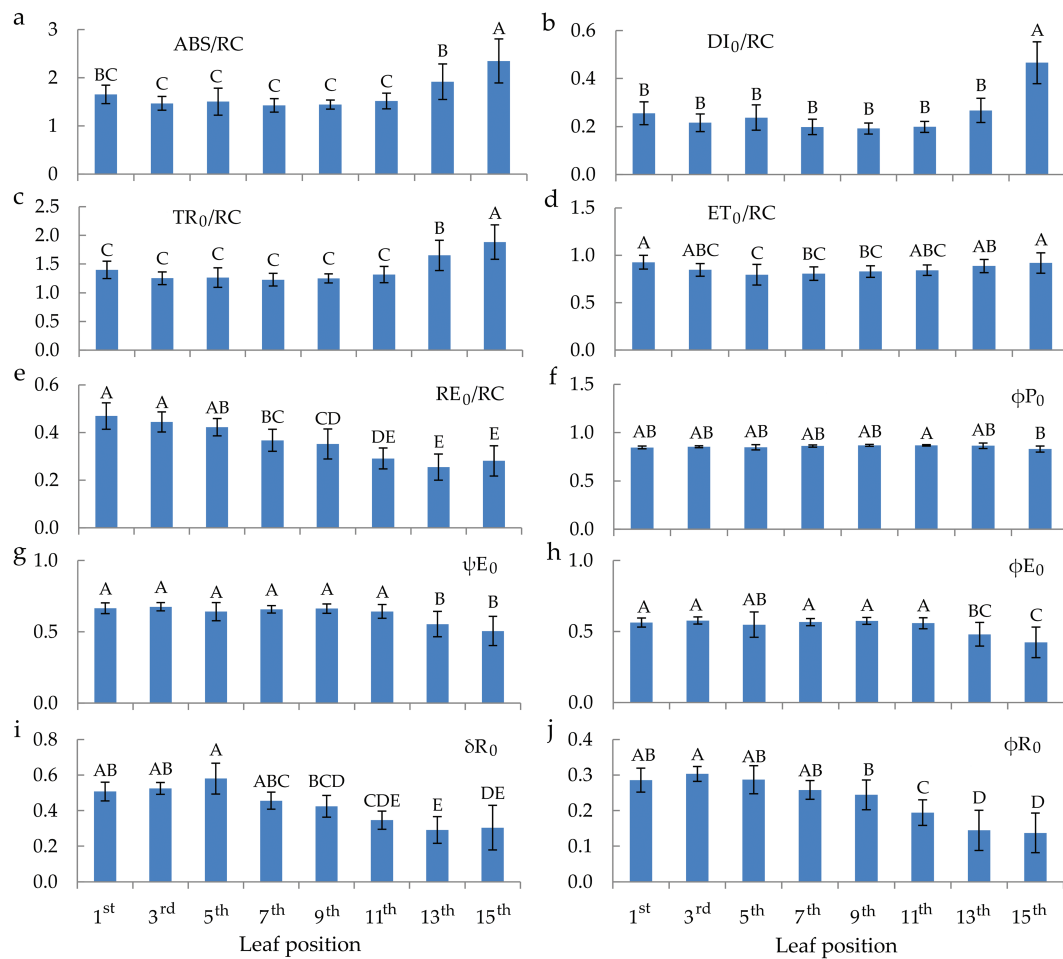 a
ABS/RC
3
2
1
0
BC C C C C C B A
b
DI0/RC
0.6
0.4
0.2
0.0
B B B B B B B A
c
TR0/RC
2.5
2.0
1.5
1.0
0.5
0.0
C C C C C C B A
d
ET0/RC
1.5
1.0
0.5
0.0
A ABC C BC BC ABC AB A
e
RE0/RC
0.6
0.4
0.2
0.0
A A AB BC CD DE E E
f
ϕP0
1.5
1.0
0.5
0.0
AB AB AB AB AB A AB B
g
ψE0
1.0
0.5
0.0
A A A A A A B B
h
ϕE0
1.0
0.5
0.0
A A AB A A A BC C
i
δR0
0.8
0.6
0.4
0.2
0.0
AB AB A ABC BCD CDE E DE
1st 3rd 5th 7th 9th 11th 13th 15th
Leaf position
j
ϕR0
0.4
0.3
0.2
0.1
0.0
AB A AB AB B C D D
1st 3rd 5th 7th 9th 11th 13th 15th
Leaf position